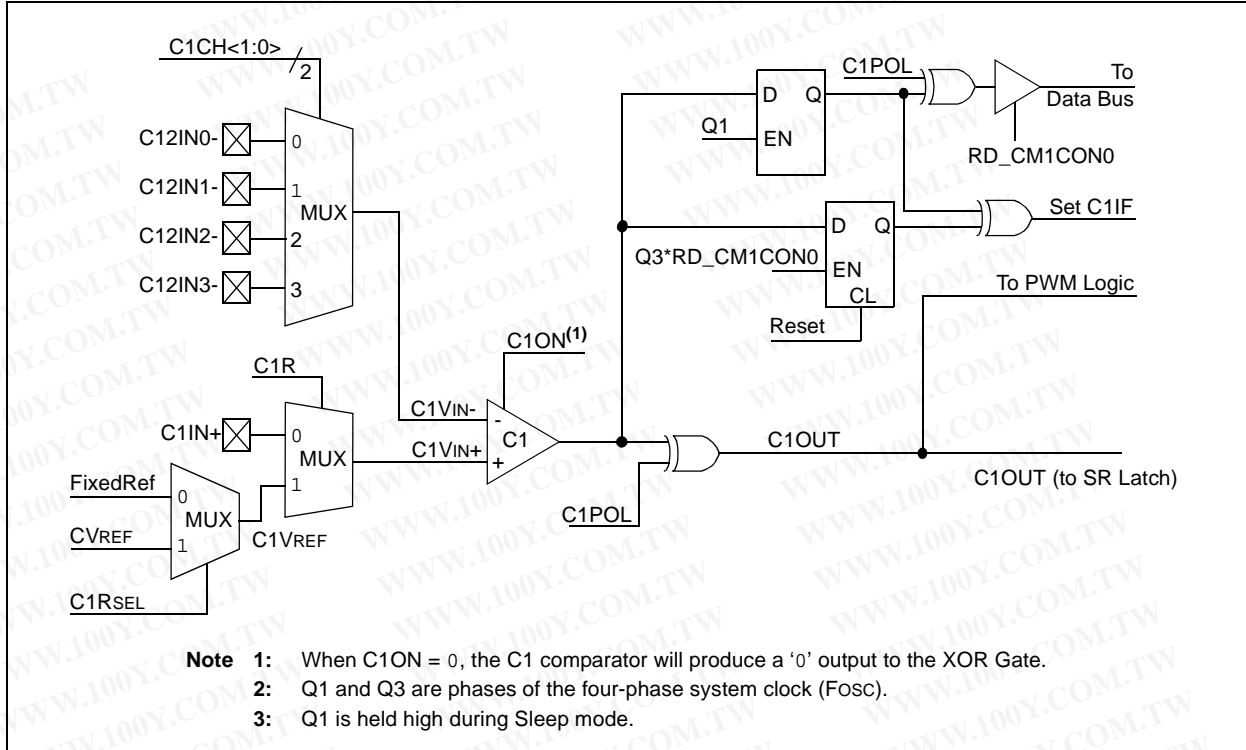 C1CH<1:0>
2
C12IN0-
0
C12IN1-
1
MUX
C12IN2-
2
C12IN3-
3
C1POL
To
Data Bus
D Q
Q1
EN
RD_CM1CON0
Set C1IF
D Q
Q3*RD_CM1CON0
EN
CL
Reset
To PWM Logic
C1ON(1)
C1R
C1VIN-
-
C1
C1IN+
0
MUX
C1VIN+
+
1
C1OUT
C1OUT (to SR Latch)
FixedRef
0
MUX
CVREF
1
C1VREF
C1POL
C1RSEL
Note 1: When C1ON = 0, the C1 comparator will produce a ‘0’ output to the XOR Gate.
2: Q1 and Q3 are phases of the four-phase system clock (FOSC).
3: Q1 is held high during Sleep mode.
WWW.100Y.COM.TW